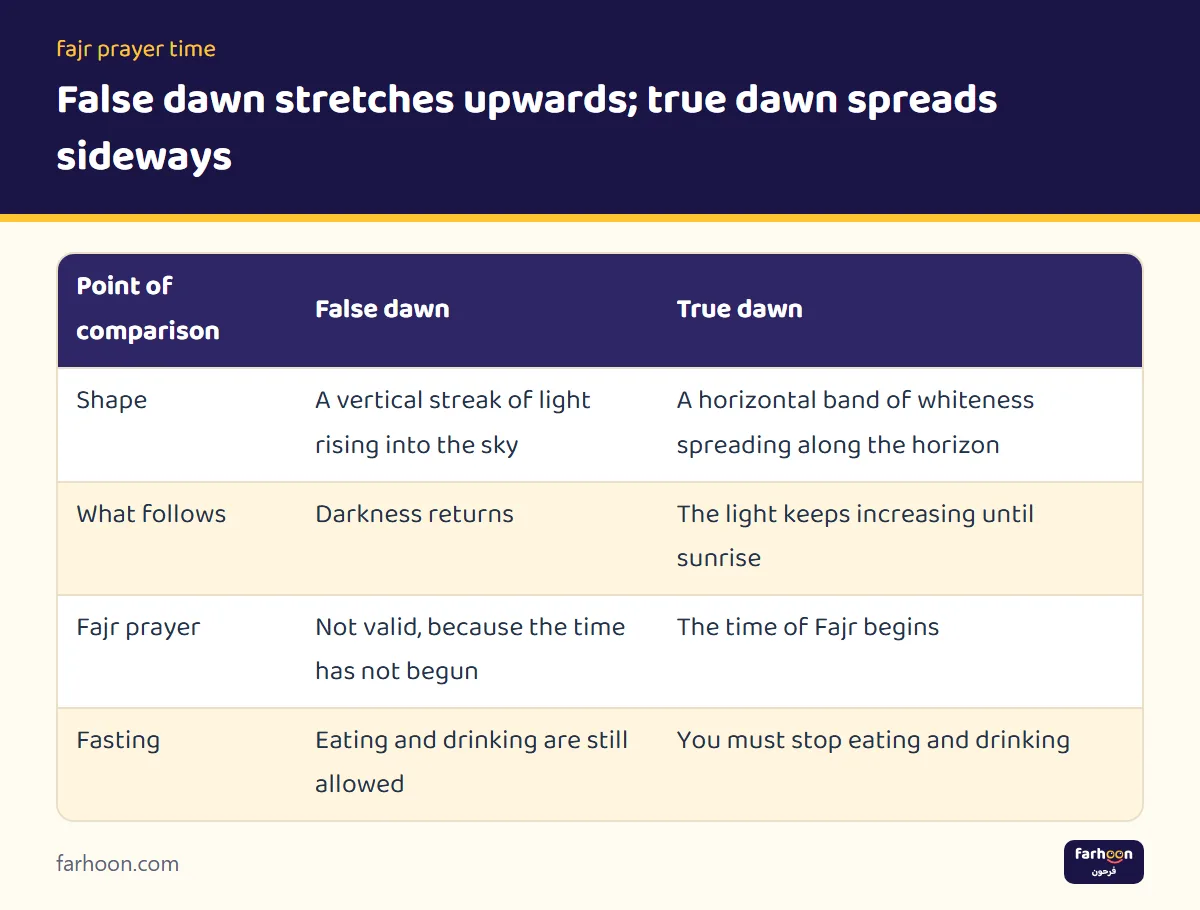 fajr prayer time
False dawn stretches upwards; true dawn spreads
sideways
Point of
comparison
False dawn
True dawn
Shape
A vertical streak of light
rising into the sky
A horizontal band of whiteness
spreading along the horizon
What follows
Darkness returns
The light keeps increasing until
sunrise
Fajr prayer
Not valid, because the time
has not begun
The time of Fajr begins
Fasting
Eating and drinking are still
allowed
You must stop eating and drinking
farhoon.com
farhoon
فرحون